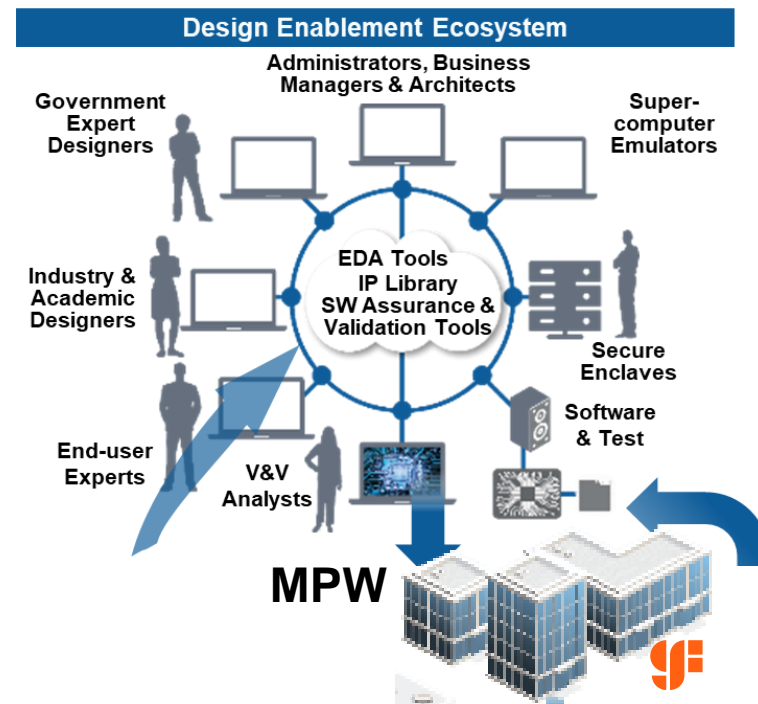 Design Enablement Ecosystem
Administrators, Business
Managers & Architects
Government
Expert
Designers
Super-
computer
Emulators
EDA Tools
IP Library
SW Assurance &
Validation Tools
Industry &
Academic
Designers
Secure
Enclaves
Software
& Test
End-user
Experts
V&V
Analysts
MPW
GF